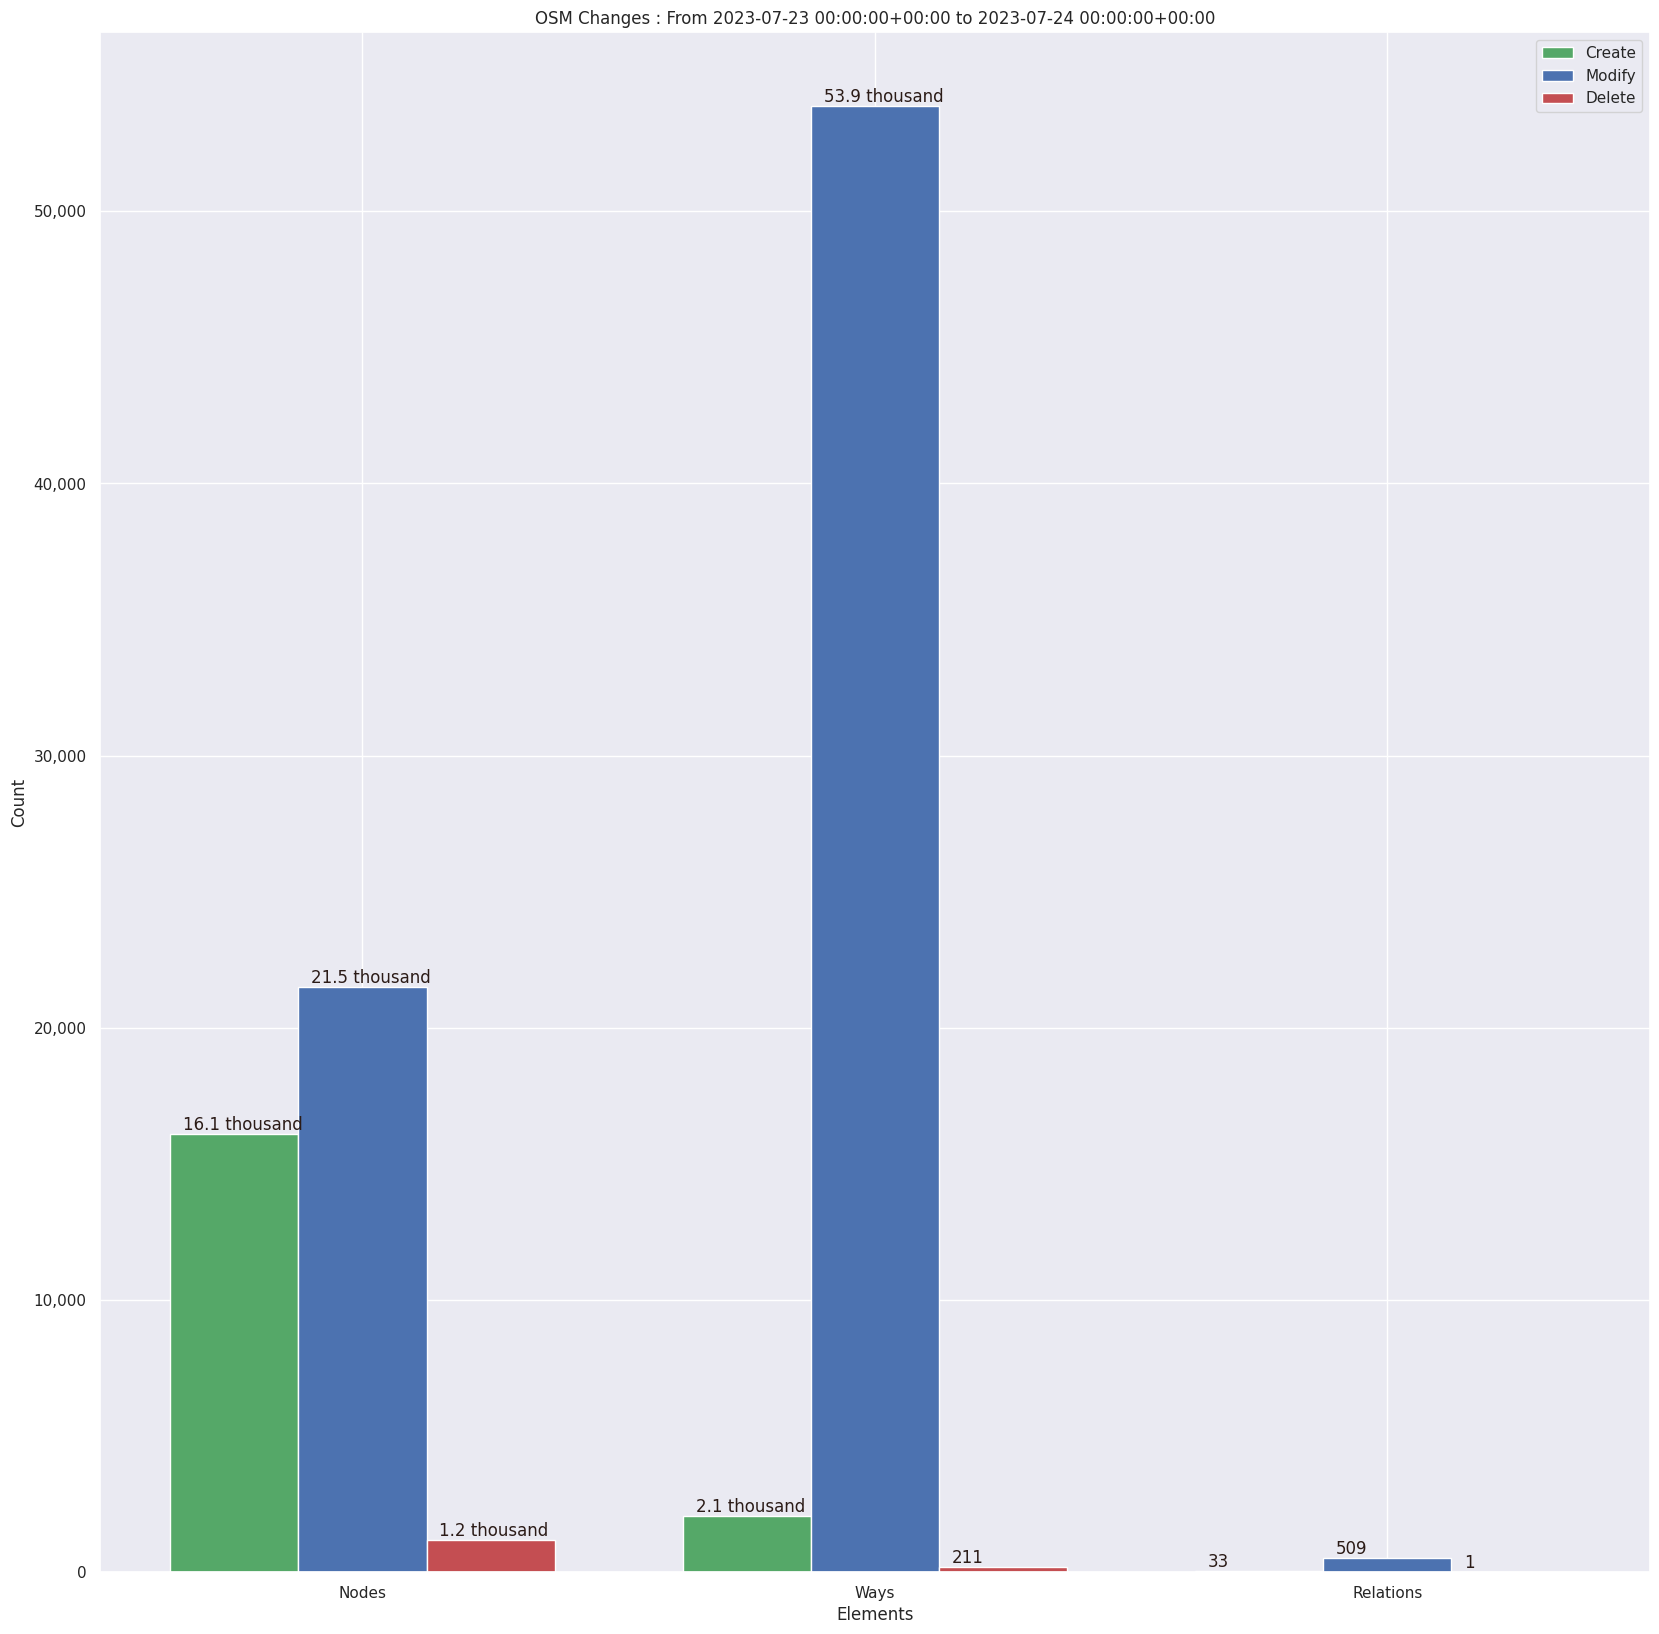 OSM Changes : From 2023-07-23 00:00:00+00:00 to 2023-07-24 00:00:00+00:00
Create
Modify
Delete
53.9 thousand
50,000
40,000
30,000
Count
21.5 thousand
20,000
16.1 thousand
10,000
2.1 thousand
1.2 thousand
211
33
509
1
0
Nodes
Ways
Relations
Elements